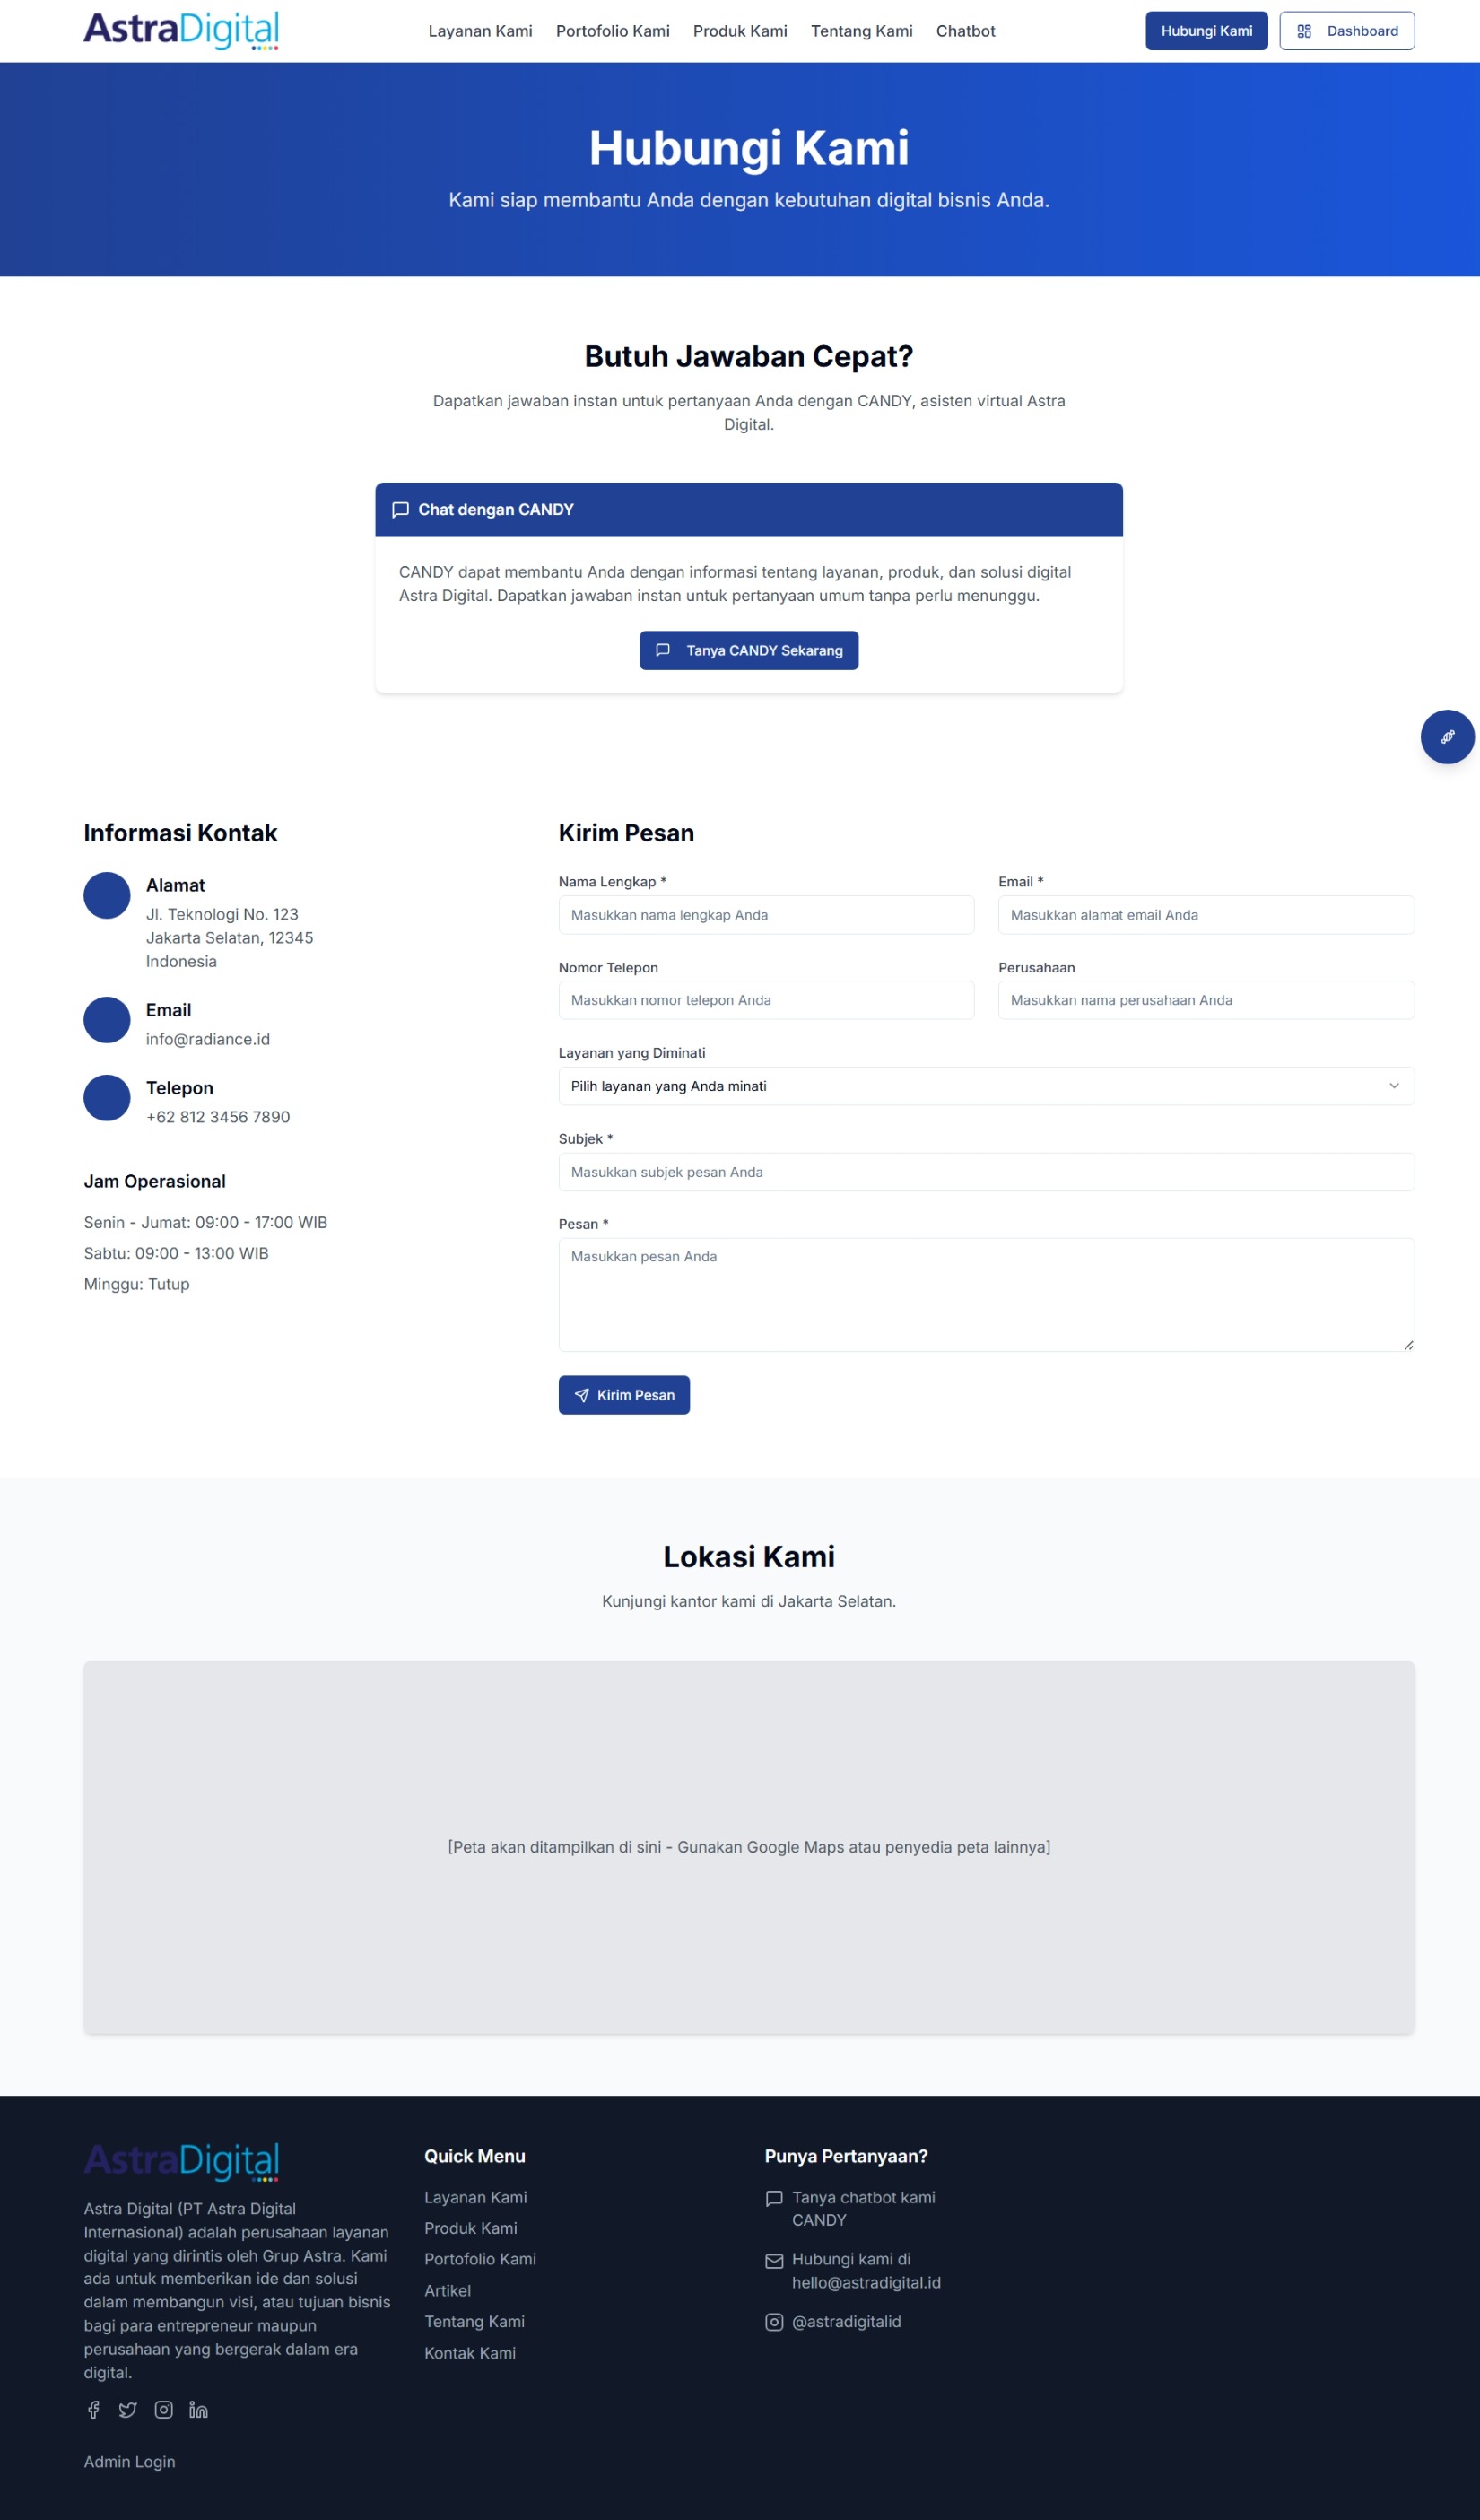 AstraDigital
Layanan Kami
Portofolio Kami
Produk Kami
Tentang Kami
Chatbot
Hubungi Kami
Dashboard
Hubungi Kami
Kami siap membantu Anda dengan kebutuhan digital bisnis Anda.
Butuh Jawaban Cepat?
Dapatkan jawaban instan untuk pertanyaan Anda dengan CANDY, asisten virtual Astra
Digital.
Chat dengan CANDY
CANDY dapat membantu Anda dengan informasi tentang layanan, produk, dan solusi digital
Astra Digital. Dapatkan jawaban instan untuk pertanyaan umum tanpa perlu menunggu.
Tanya CANDY Sekarang
Informasi Kontak
Alamat
Jl. Teknologi No. 123
Jakarta Selatan, 12345
Indonesia
Email
info@radiance.id
Telepon
+62 812 3456 7890
Jam Operasional
Senin - Jumat: 09:00 - 17:00 WIB
Sabtu: 09:00 - 13:00 WIB
Minggu: Tutup
Kirim Pesan
Nama Lengkap *
Masukkan nama lengkap Anda
Email *
Masukkan alamat email Anda
Nomor Telepon
Masukkan nomor telepon Anda
Perusahaan
Masukkan nama perusahaan Anda
Layanan yang Diminati
Pilih layanan yang Anda minati
Subjek *
Masukkan subjek pesan Anda
Pesan *
Masukkan pesan Anda
Kirim Pesan
Lokasi Kami
Kunjungi kantor kami di Jakarta Selatan.
[Peta akan ditampilkan di sini - Gunakan Google Maps atau penyedia peta lainnya]
AstraDigital
Astra Digital (PT Astra Digital
Internasional) adalah perusahaan layanan
digital yang dirintis oleh Grup Astra. Kami
ada untuk memberikan ide dan solusi
dalam membangun visi, atau tujuan bisnis
bagi para entrepreneur maupun
perusahaan yang bergerak dalam era
digital.
Admin Login
Quick Menu
Layanan Kami
Produk Kami
Portofolio Kami
Artikel
Tentang Kami
Kontak Kami
Punya Pertanyaan?
Tanya chatbot kami
CANDY
Hubungi kami di
hello@astradigital.id
@astradigitalid